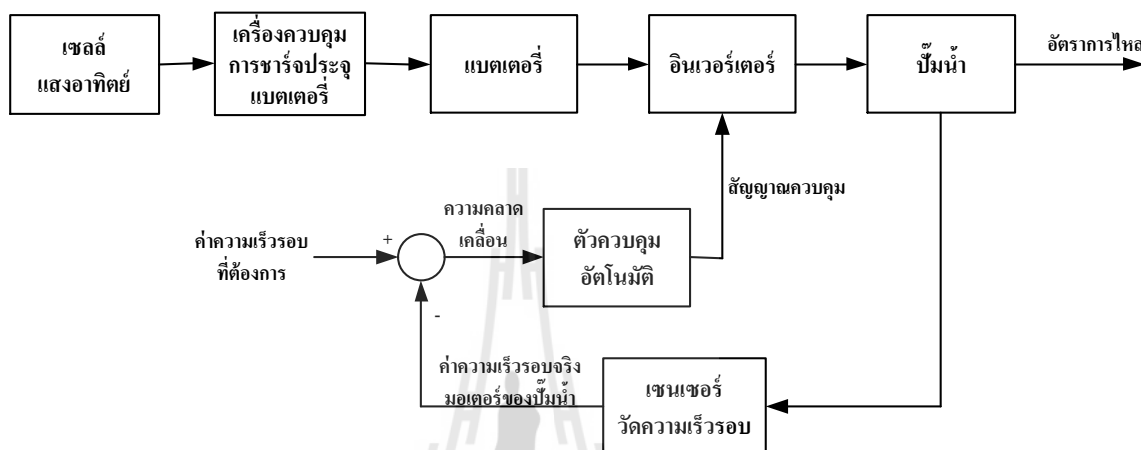 เซลล์
แสงอาทิตย์
เครื่องควบคุม
การชาร์จประจุ
แบตเตอรี่
แบตเตอรี่
อินเวอร์เตอร์
ปั๊มน้ำ
อัตราการไหล
สัญญาณควบคุม
ค่าความเร็วรอบ
ที่ต้องการ
+
-
ความคลาด
เคลื่อน
ตัวควบคุม
อัตโนมัติ
ค่าความเร็วรอบจริง
มอเตอร์ของปั๊มน้ำ
เซนเซอร์
วัดความเร็วรอบ